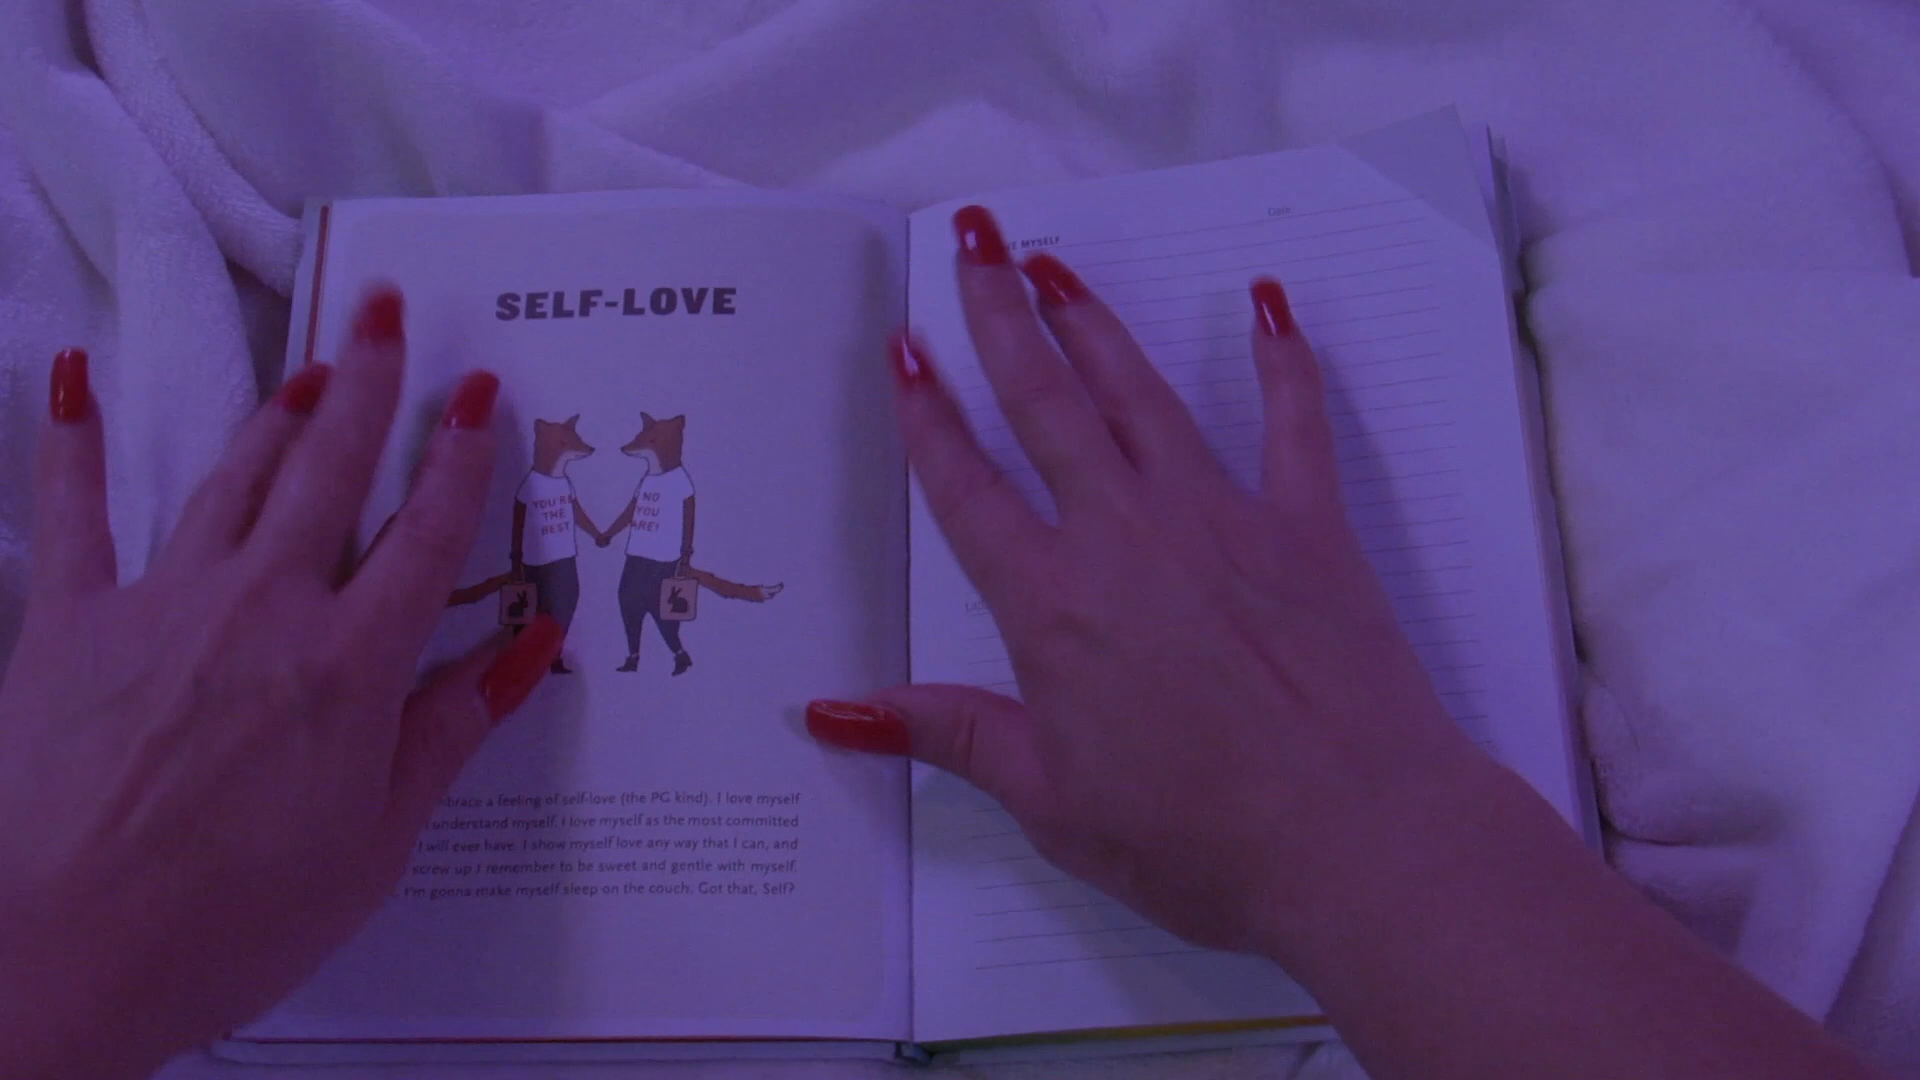 SELF-LOVE
YOU'RE
THE
BEST
NO
YOU
ARE!
a feeling of self-love (the PG kind). I love myself
understand myself. I love myself as the most committed
I will ever have. I show myself love any way that I can, and
screw up I remember to be sweet and gentle with myself.
I'm gonna make myself sleep on the couch. Got that, Self?
Date
MYSELF